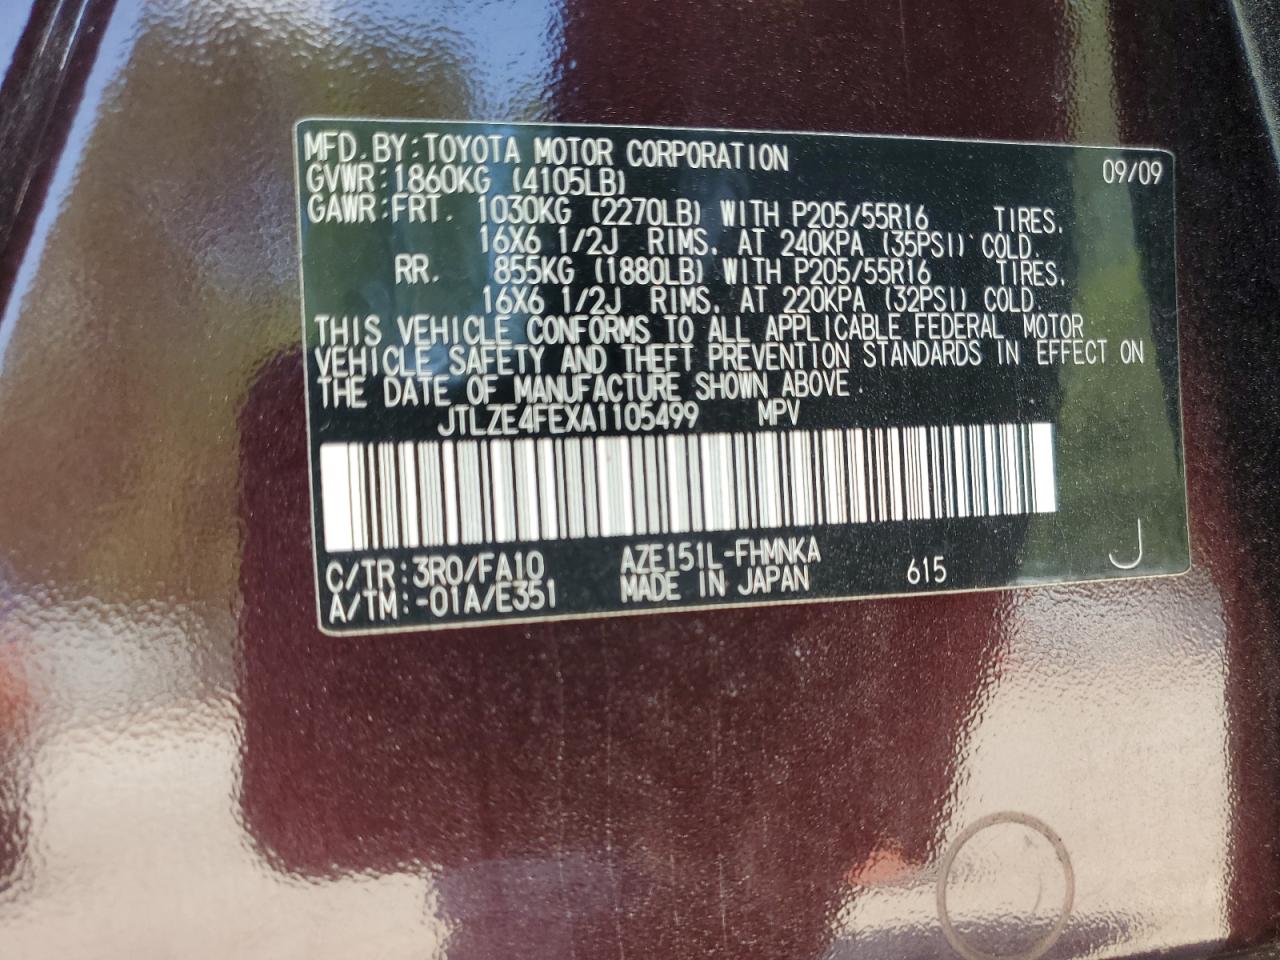 MFD. BY: TOYOTA MOTOR CORPORATION 09/09
GVWR: 1860KG (4105LB)
GAWR: FRT. 1030KG (2270LB) WITH P205/55R16 TIRES,
16X6 1/2J RIMS, AT 240KPA (35PSI) COLD.
RR. 855KG (1880LB) WITH P205/55R16 TIRES,
16X6 1/2J RIMS, AT 220KPA (32PSI) COLD.
THIS VEHICLE CONFORMS TO ALL APPLICABLE FEDERAL MOTOR
VEHICLE SAFETY AND THEFT PREVENTION STANDARDS IN EFFECT ON
THE DATE OF MANUFACTURE SHOWN ABOVE.
JTLZE4FEXA1105499 MPV
C/TR: 3R0/FA10 AZE151L-FHMNKA 615 J
A/TM: -01A/E351 MADE IN JAPAN